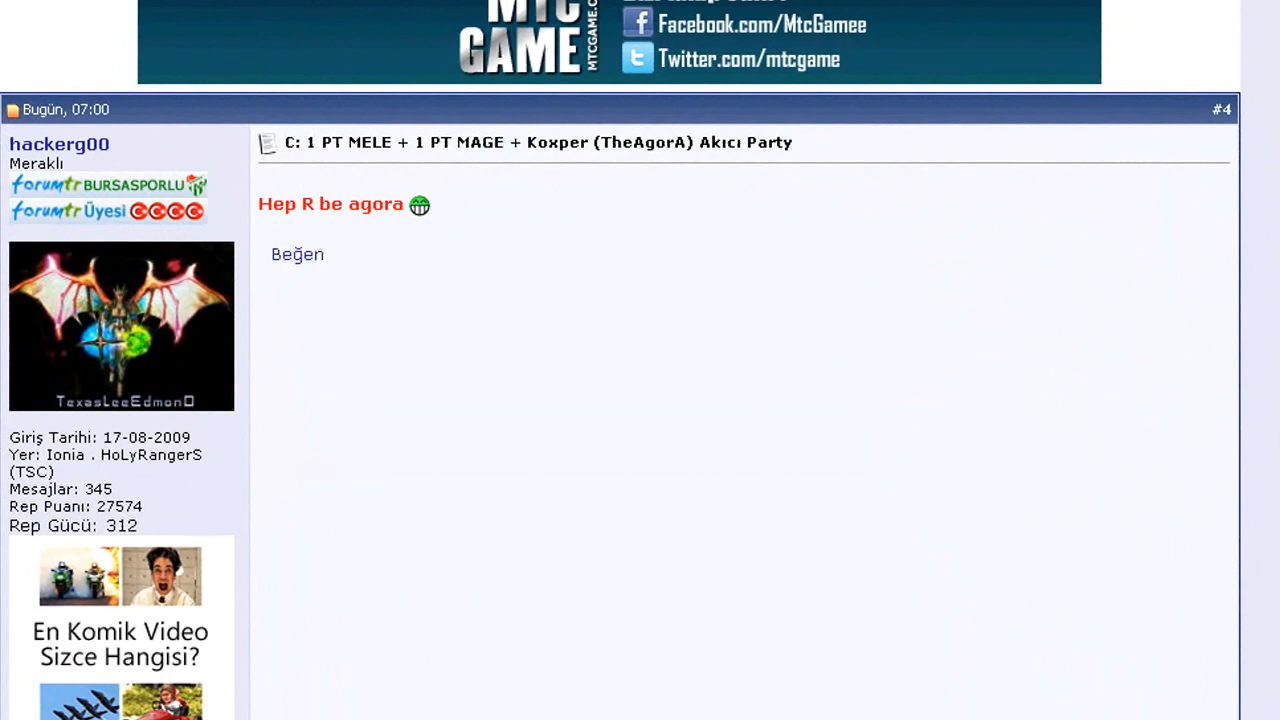 MTC
GAME
MTCGAME.C
Facebook.com/MtcGamee
Twitter.com/mtcgame
Bugün, 07:00
#4
hackerg00
Meraklı
forumtr BURSASPORLU
forumtr Üyesi
C: 1 PT MELE + 1 PT MAGE + Koxper (TheAgorA) Akıcı Party
Hep R be agora
Beğen
TexasLeeEdmonD
Giriş Tarihi: 17-08-2009
Yer: Ionia . HoLyRangerS
(TSC)
Mesajlar: 345
Rep Puanı: 27574
Rep Gücü: 312
En Komik Video
Sizce Hangisi?